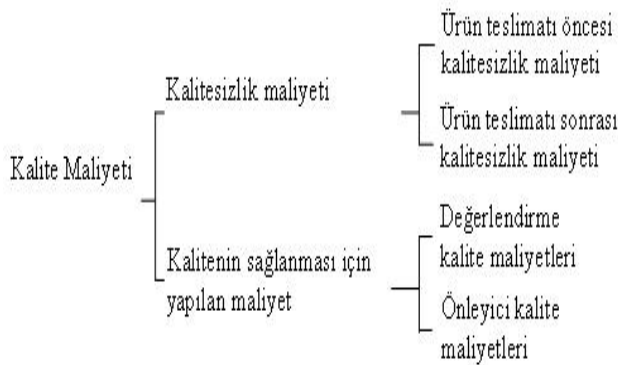 Kalite Maliyeti
Kalitesizlik maliyeti
Ürün teslimatı öncesi
kalitesizlik maliyeti
Ürün teslimatı sonrası
kalitesizlik maliyeti
Kalitenin sağlanması için
yapılan maliyet
Değerlendirme
kalite maliyetleri
Önleyici kalite
maliyetleri